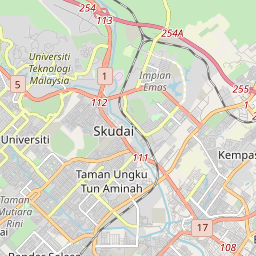 254
113
254A
Universiti
Teknologi
Malaysia
1
Impian
Emas
255
254
5
112
Skudai
Universiti
111
Kempas
Taman Ungku
Tun Aminah
Taman
Mutiara
Rini
17
108